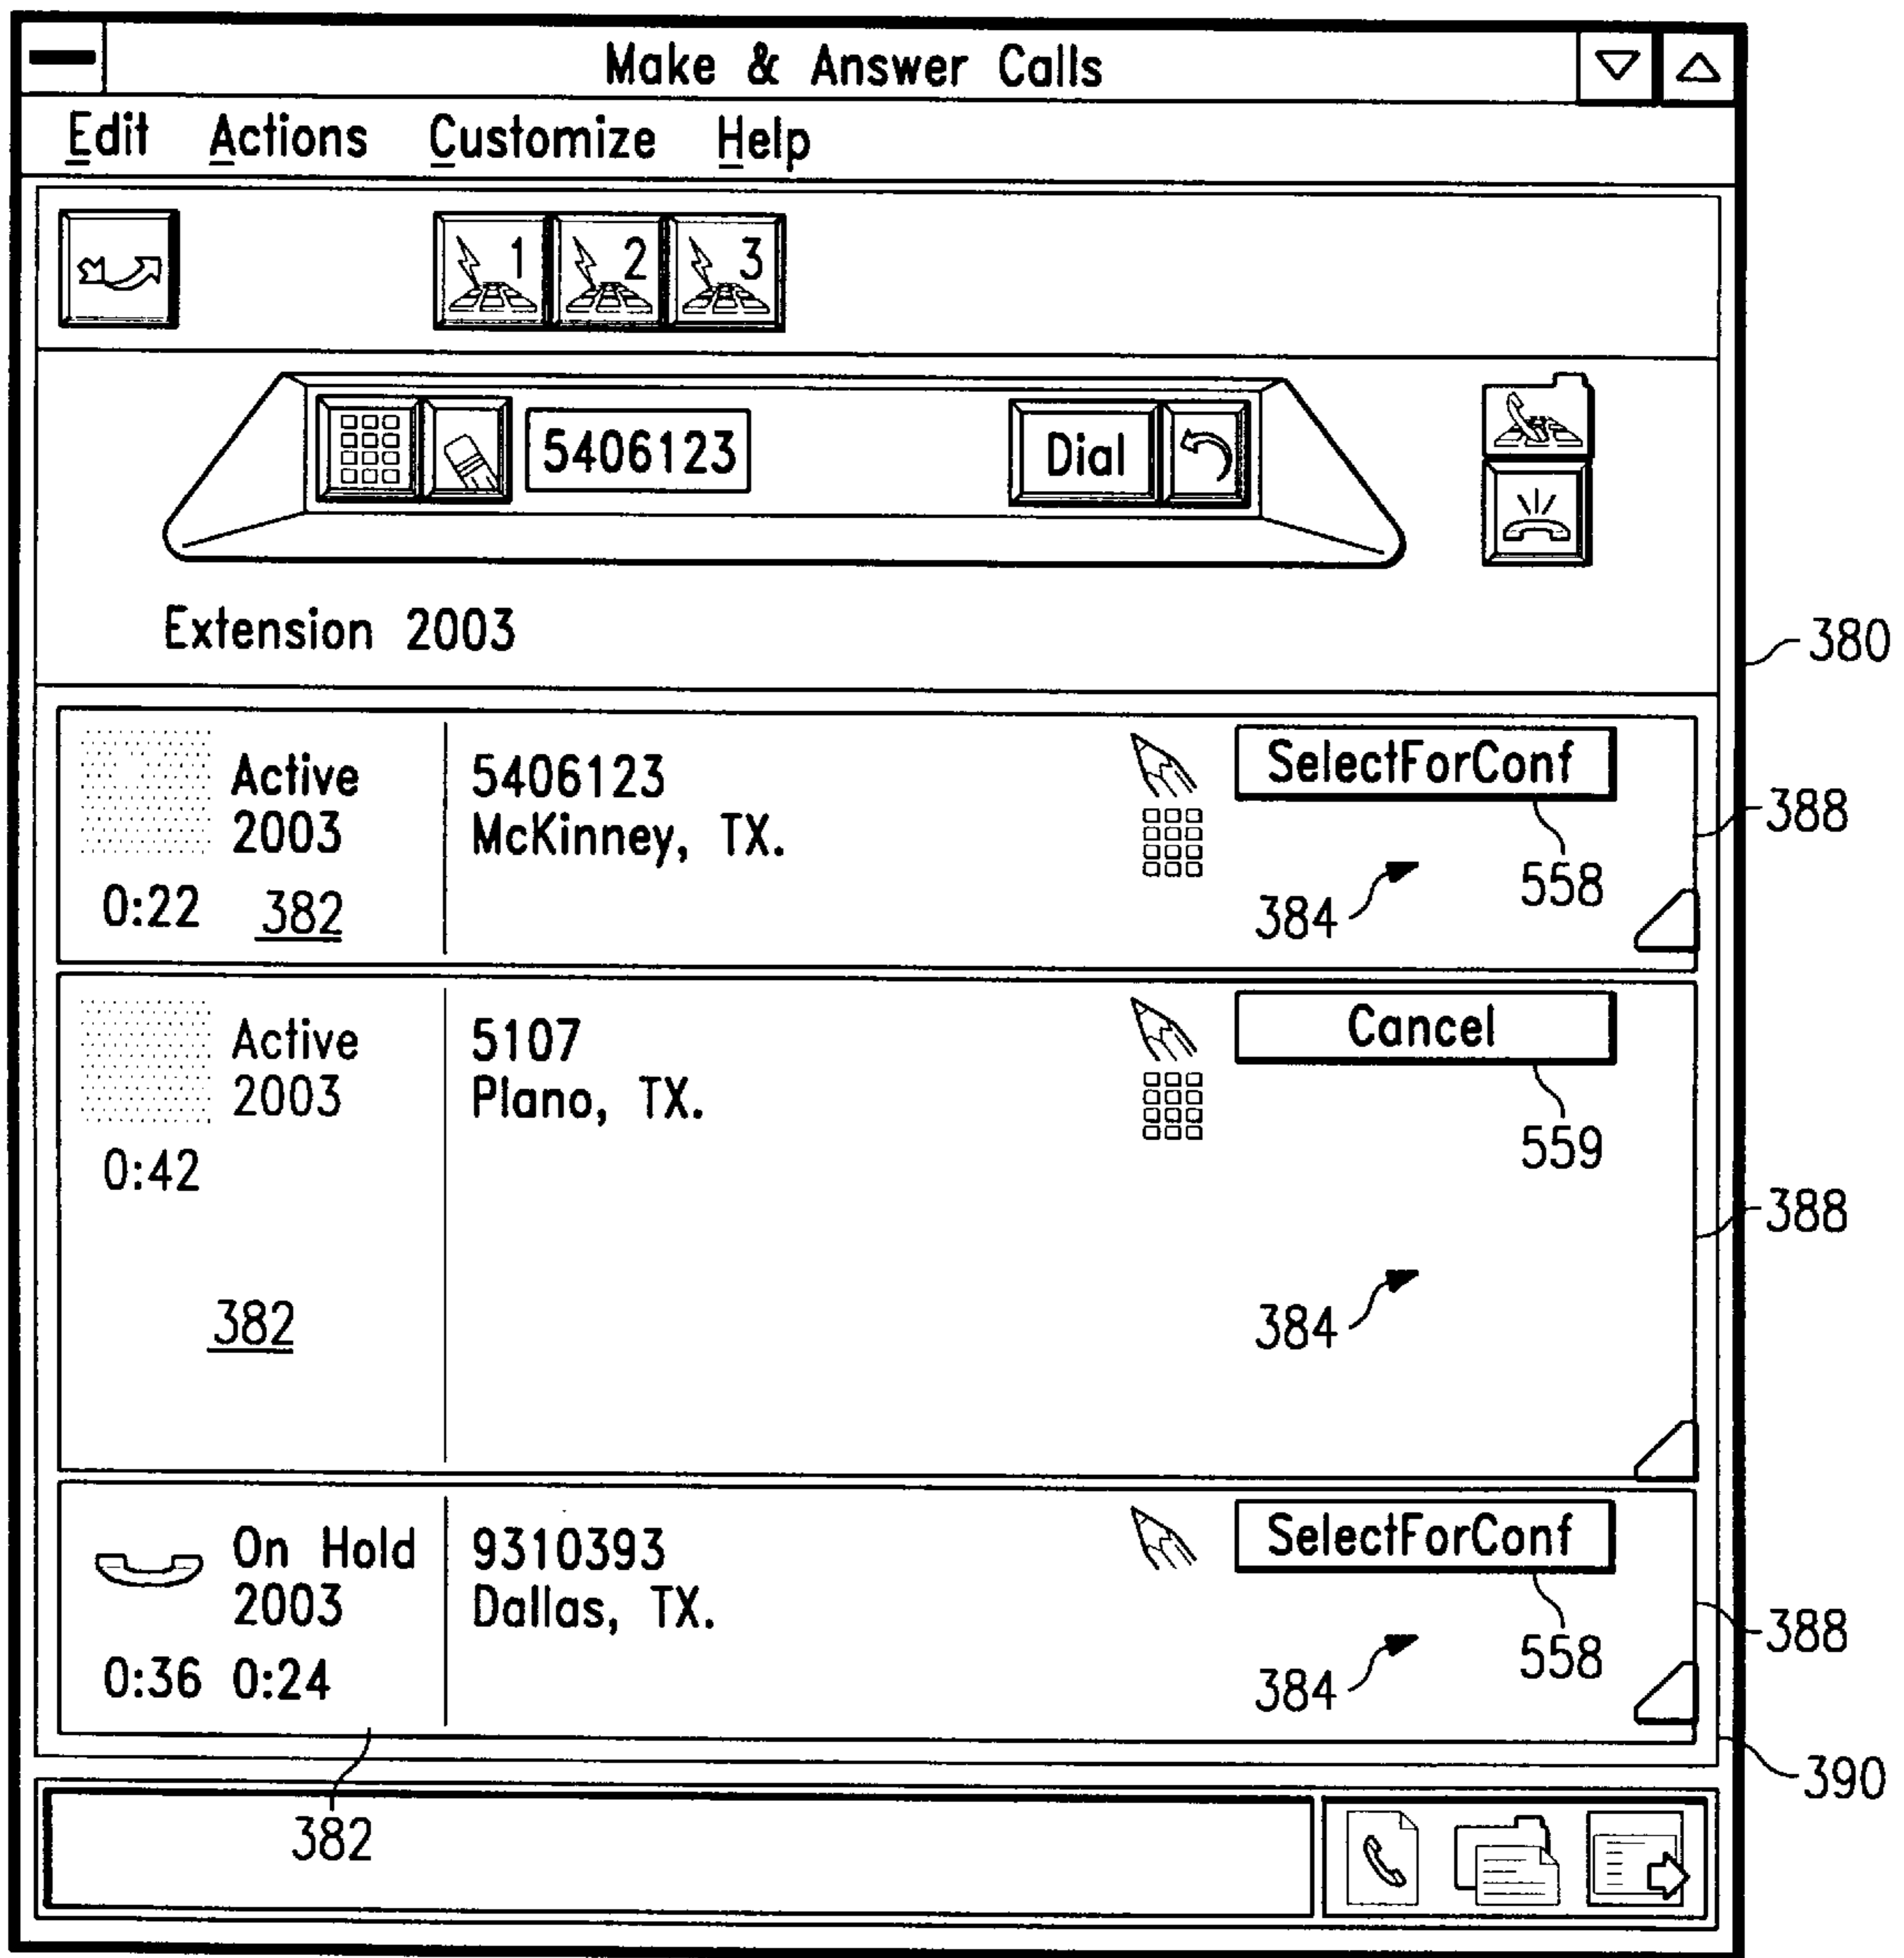 Make & Answer Calls
Edit Actions Customize Help
1 2 3
5406123 Dial
Extension 2003
380
Active 5406123 SelectForConf
2003 McKinney, TX.
388
0:22 382 384 558
Active 5107 Cancel
2003 Plano, TX.
0:42 559
388
382 384
On Hold 9310393 SelectForConf
2003 Dallas, TX.
388
0:36 0:24 384 558
390
382